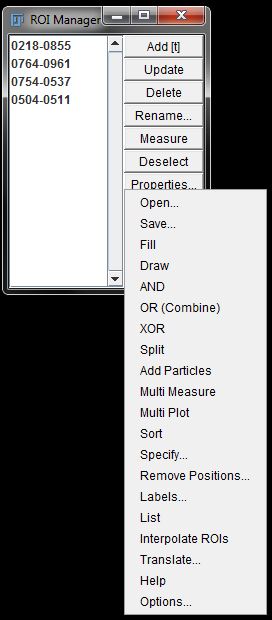 ROI Manager
0218-0855
0764-0961
0754-0537
0504-0511
Add [t]
Update
Delete
Rename...
Measure
Deselect
Properties...
Open...
Save...
Fill
Draw
AND
OR (Combine)
XOR
Split
Add Particles
Multi Measure
Multi Plot
Sort
Specify...
Remove Positions...
Labels...
List
Interpolate ROIs
Translate...
Help
Options...